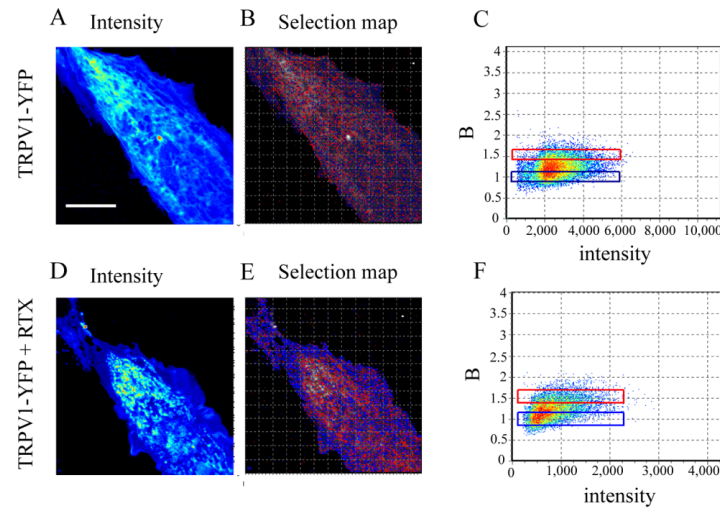 A Intensity
B Selection map
C
TRPV1-YFP
B
4
3.5
3
2.5
2
1.5
1
0.5
0
0 2,000 4,000 6,000 8,000 10,000
intensity
D Intensity
E Selection map
F
TRPV1-YFP + RTX
B
4
3.5
3
2.5
2
1.5
1
0.5
0
0 1,000 2,000 3,000 4,000
intensity